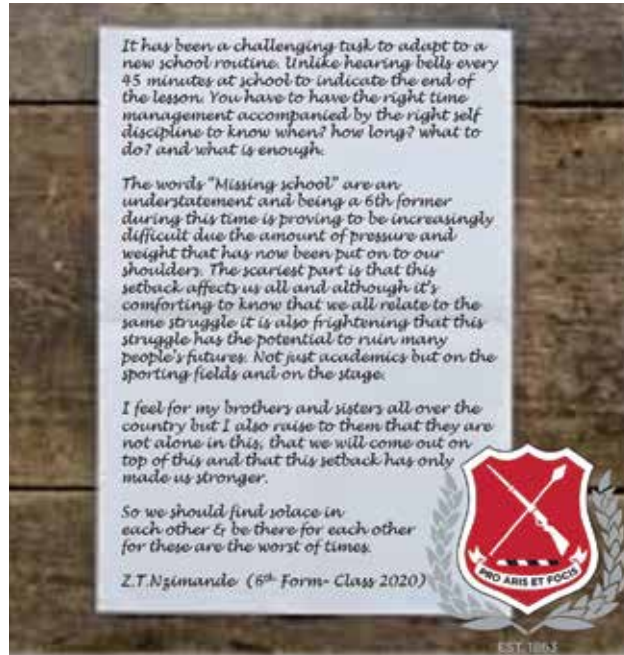 It has been a challenging task to adapt to a
new school routine. Unlike hearing bells every
45 minutes at school to indicate the end of
the lesson. You have to have the right time
management accompanied by the right self
discipline to know when? how long? what to
do? and what is enough.
The words "Missing school" are an
understatement and being a 6th former
during this time is proving to be increasingly
difficult due the amount of pressure and
weight that has now been put on to our
shoulders. The scariest part is that this
setback affects us all and although it's
comforting to know that we all relate to the
same struggle it is also frightening that this
struggle has the potential to ruin many
people's futures. Not just academics but on the
sporting fields and on the stage.
I feel for my brothers and sisters all over the
country but I also raise to them that they are
not alone in this, that we will come out on
top of this and that this setback has only
made us stronger.
So we should find solace in
each other & be there for each other
for these are the worst of times.
Z.T.Nzimande (6th Form- Class 2020)
PRO ARIS ET FOCIS
EST. 1863